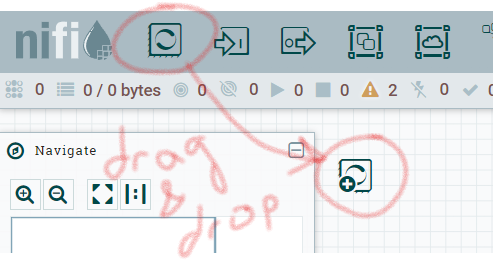 nifi
0 0 / 0 bytes 0 0 0 0 2 0 0
Navigate
drag
&
drop